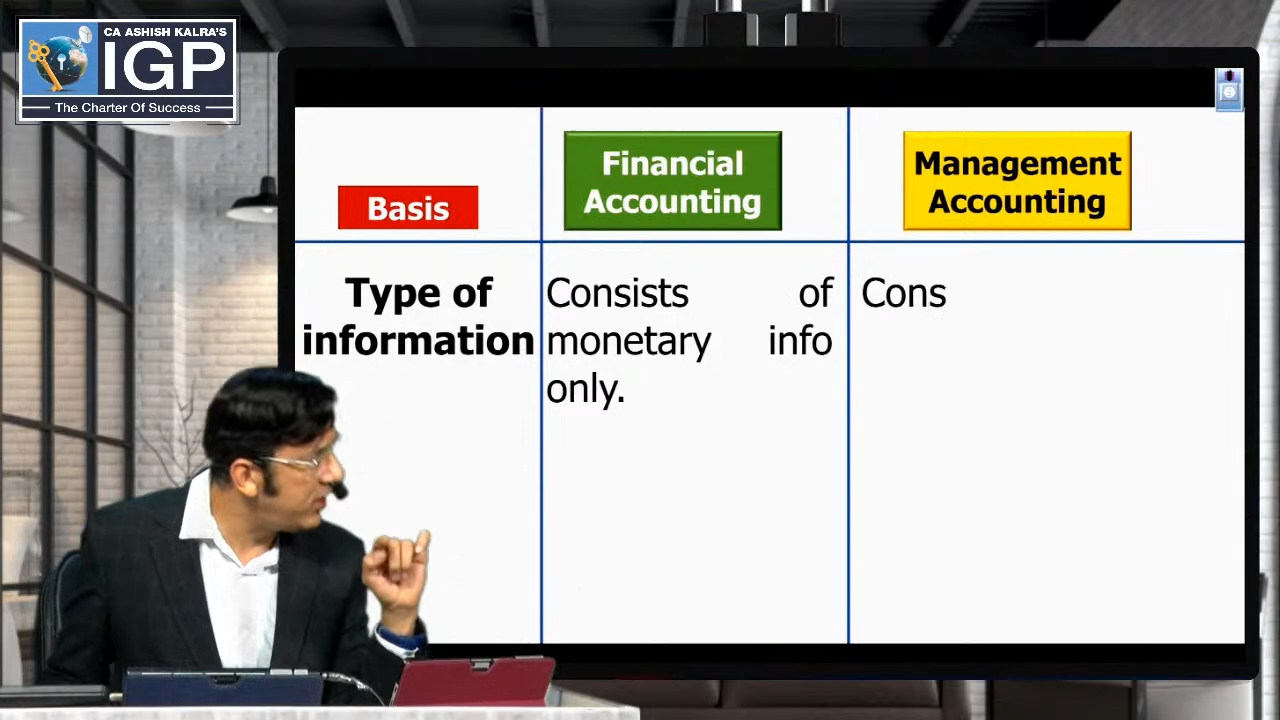 CA ASHISH KALRA'S
IGP
The Charter Of Success
Basis
Financial
Accounting
Management
Accounting
Type of
information
Consists of
monetary info
only.
Cons